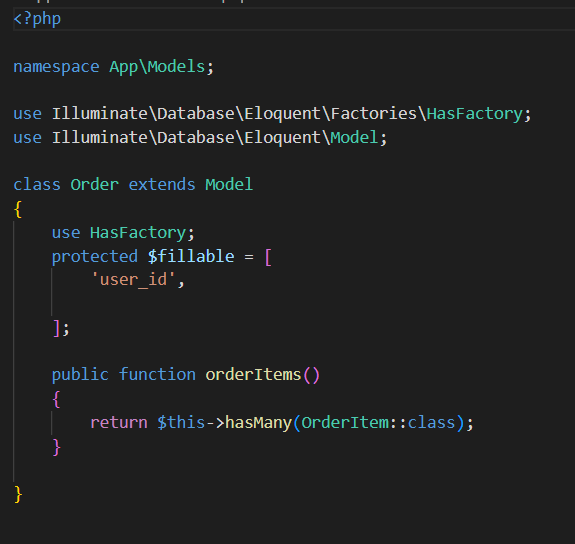 <?php
namespace App\Models;
use Illuminate\Database\Eloquent\Factories\HasFactory;
use Illuminate\Database\Eloquent\Model;
class Order extends Model
{
    use HasFactory;
    protected $fillable = [
        'user_id',
    ];
    public function orderItems()
    {
        return $this->hasMany(OrderItem::class);
    }
}